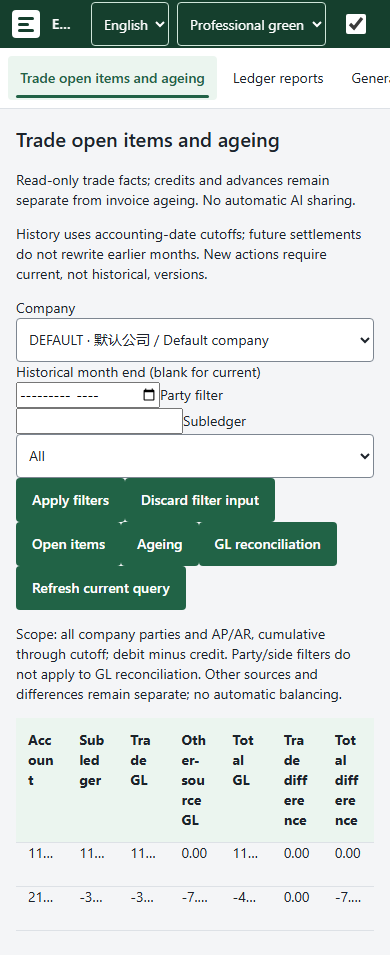 E...
English
Professional green
Trade open items and ageing
Ledger reports
Genera
Trade open items and ageing
Read-only trade facts; credits and advances remain
separate from invoice ageing. No automatic AI sharing.
History uses accounting-date cutoffs; future settlements
do not rewrite earlier months. New actions require
current, not historical, versions.
Company
DEFAULT · 默认公司 / Default company
Historical month end (blank for current)
--------- ---- Party filter
Subledger
All
Apply filters Discard filter input
Open items Ageing GL reconciliation
Refresh current query
Scope: all company parties and AP/AR, cumulative
through cutoff; debit minus credit. Party/side filters do
not apply to GL reconciliation. Other sources and
differences remain separate; no automatic balancing.
Acc Sub Tra Oth Tot Tra Tot
oun led de er- al de al
t ger GL sou GL diff diff
rce ere ere
GL nce nce
11... 11... 11... 0.00 11... 0.00 0.00
21... -3... -3... -7.... -4... 0.00 -7....